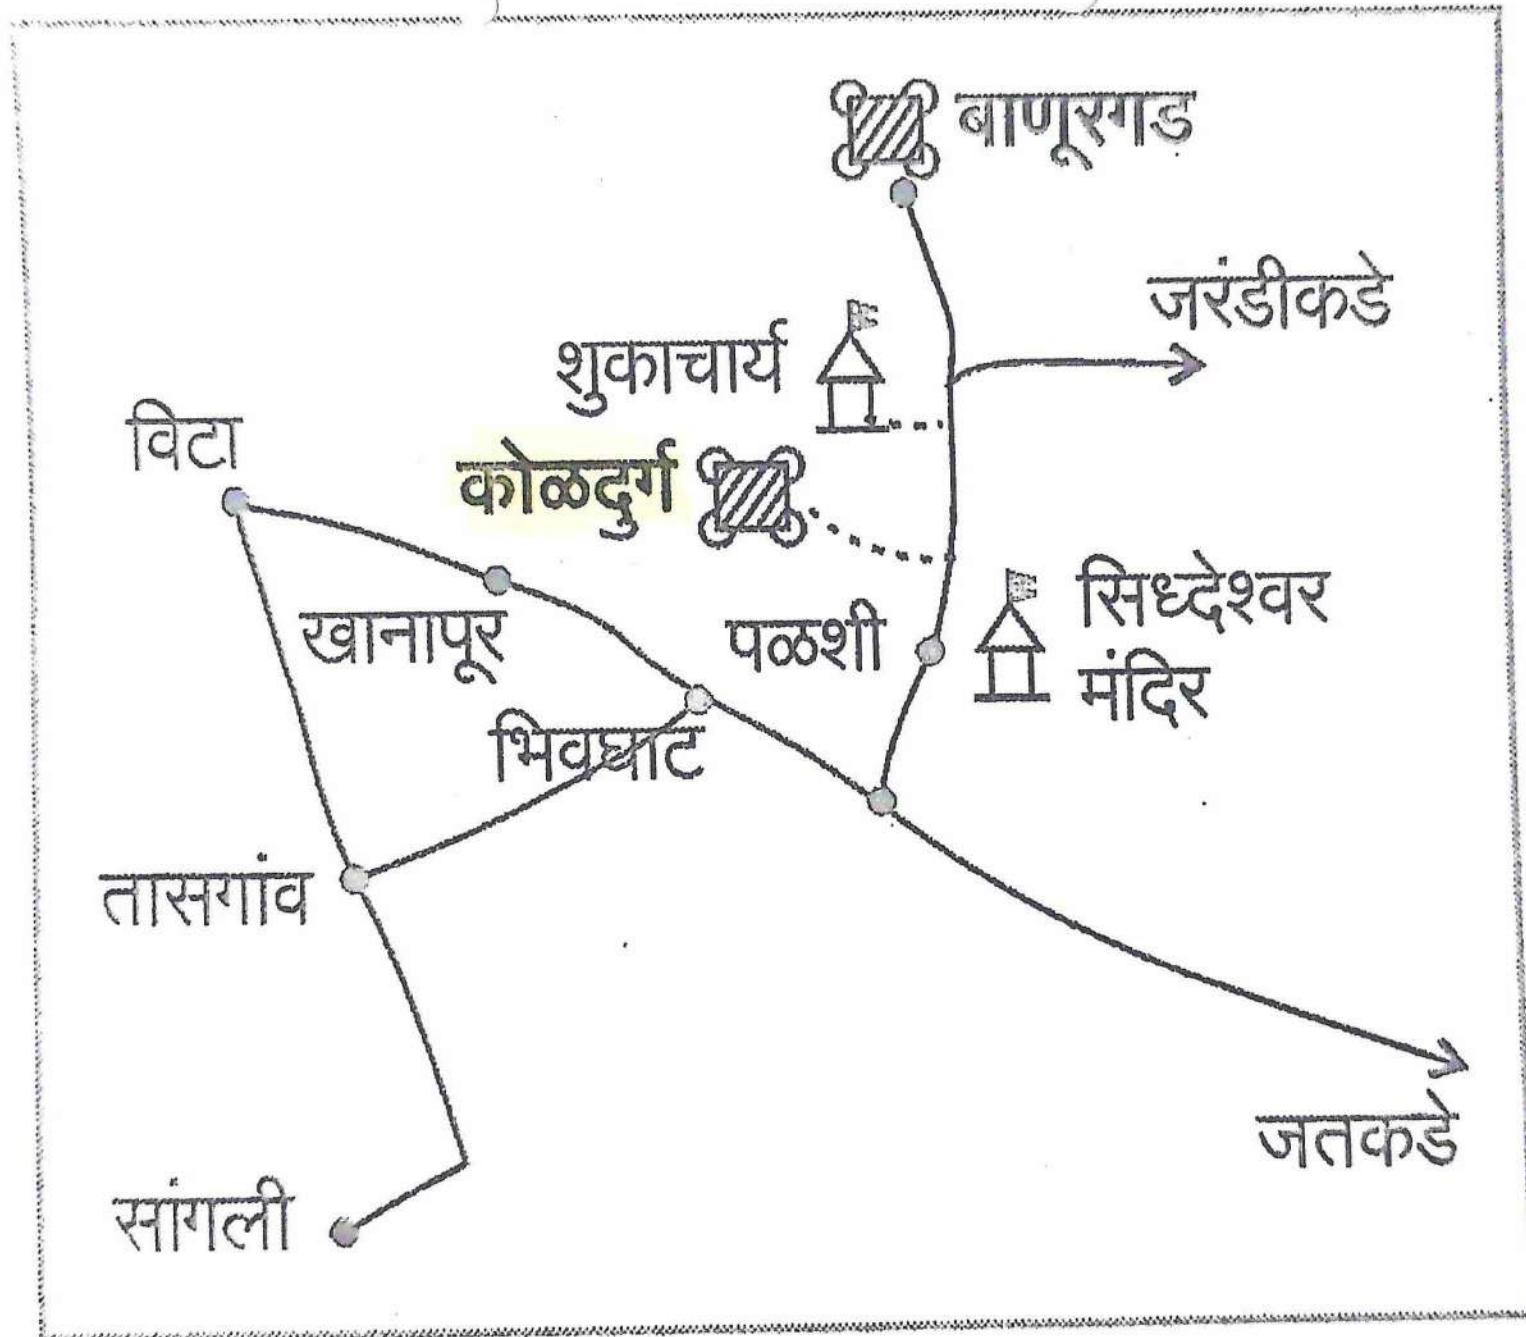 बाणूरगड
जरंडीकडे
शुकाचार्य
विटा
कोळदुर्ग
सिध्देश्वर
मंदिर
खानापूर
पळशी
भिवघाट
तासगांव
जतकडे
सांगली